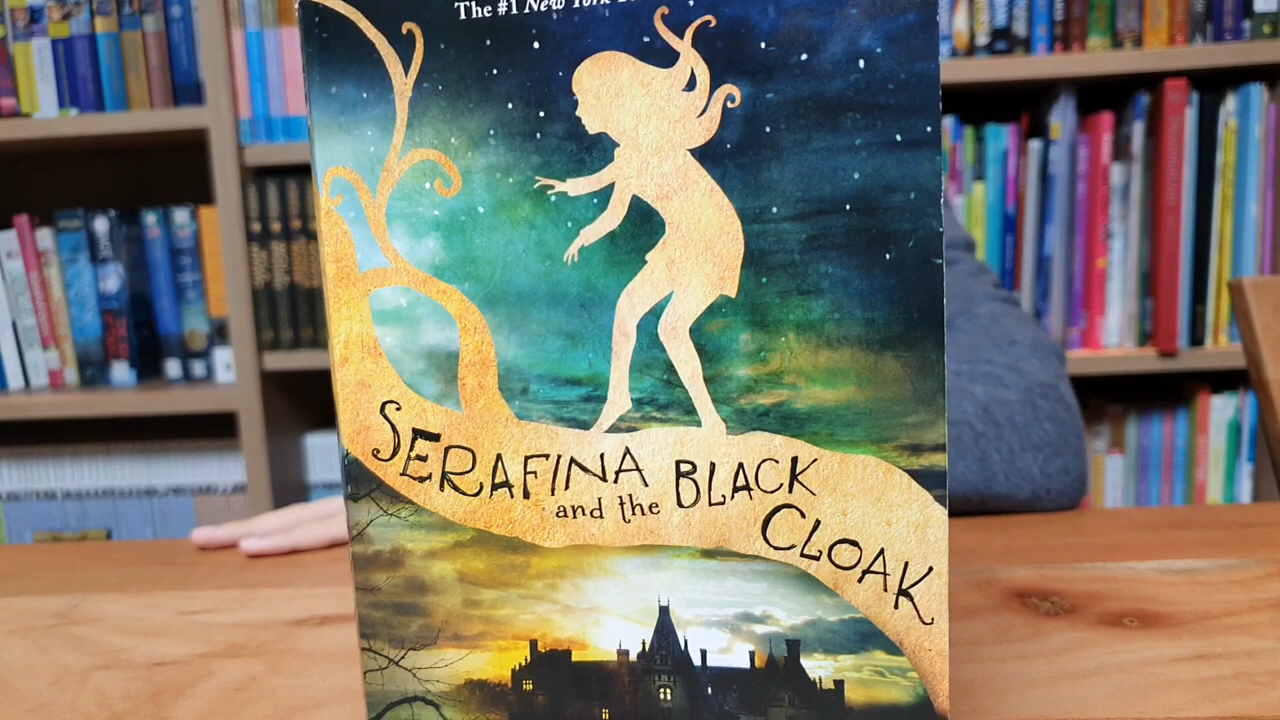 The #1 New York
SERAFINA
and the
BLACK
CLOAK